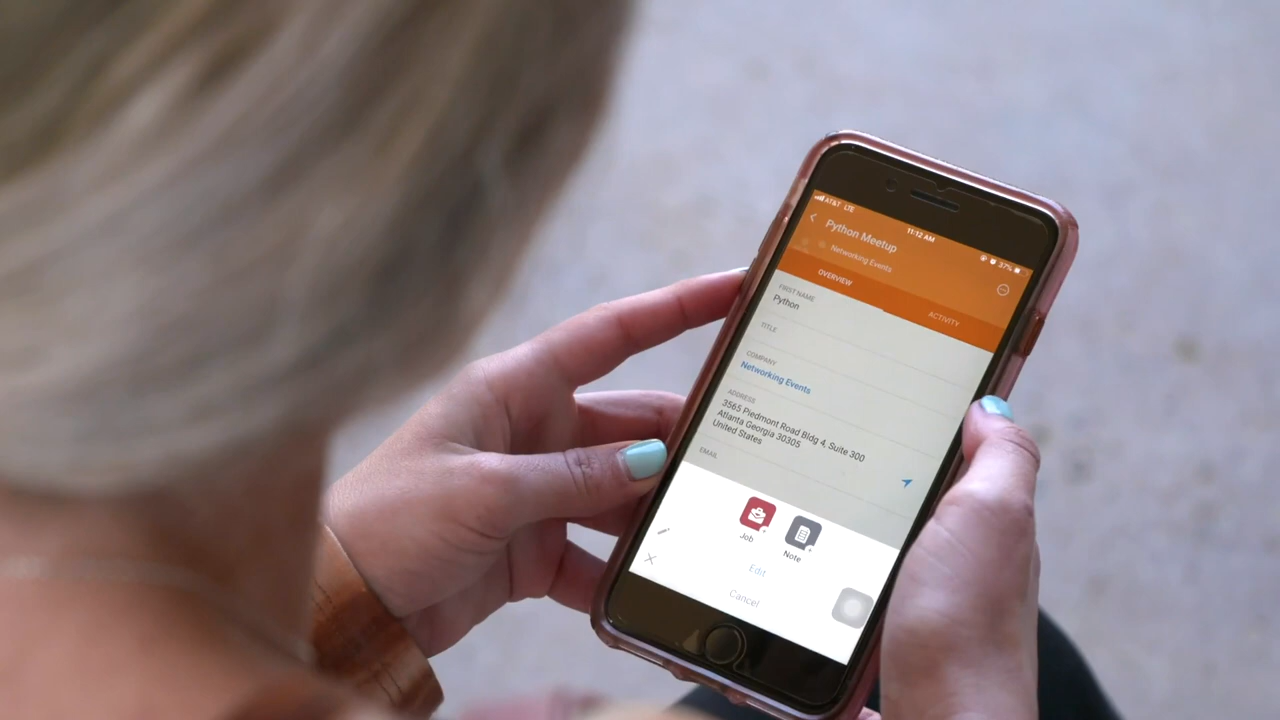 AT&T LTE
11:12 AM
37%
Python Meetup
Networking Events
OVERVIEW
ACTIVITY
FIRST NAME
Python
TITLE
COMPANY
Networking Events
ADDRESS
3565 Piedmont Road Bldg 4, Suite 300
Atlanta Georgia 30305
United States
EMAIL
Job
Note
Edit
Cancel